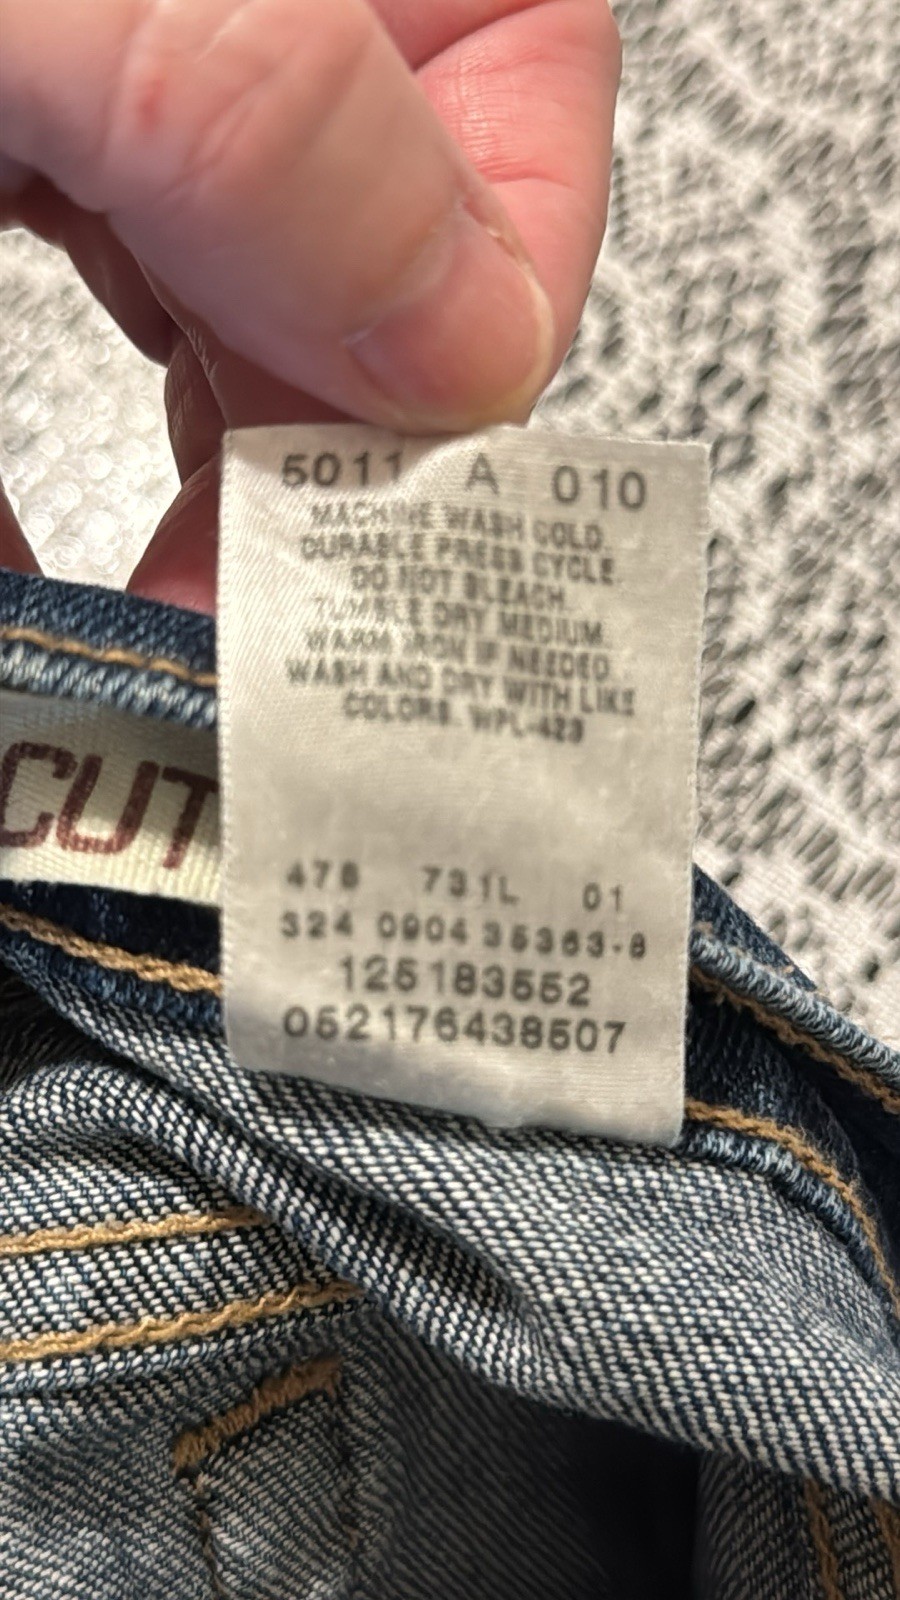 5011 A 010
MACHINE WASH COLD.
DURABLE PRESS CYCLE.
DO NOT BLEACH.
TUMBLE DRY MEDIUM.
WARM IRON IF NEEDED.
WASH AND DRY WITH LIKE
COLORS. WPL-423
CUT
478 731L 01
324 0904 35363-8
125183552
052176438507